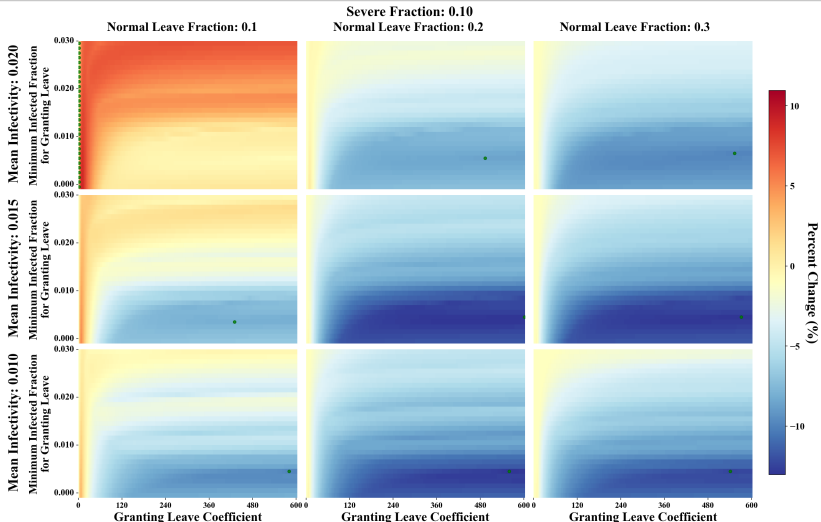 Severe Fraction: 0.10
Normal Leave Fraction: 0.1
Normal Leave Fraction: 0.2
Normal Leave Fraction: 0.3
Mean Infectivity: 0.020
Minimum Infected Fraction
for Granting Leave
0.030
0.020
0.010
0.000
Mean Infectivity: 0.015
Minimum Infected Fraction
for Granting Leave
0.030
0.020
0.010
0.000
Mean Infectivity: 0.010
Minimum Infected Fraction
for Granting Leave
0.030
0.020
0.010
0.000
0 120 240 360 480 600
0 120 240 360 480 600
0 120 240 360 480 600
Granting Leave Coefficient
Granting Leave Coefficient
Granting Leave Coefficient
10
5
0
−5
−10
Percent Change (%)